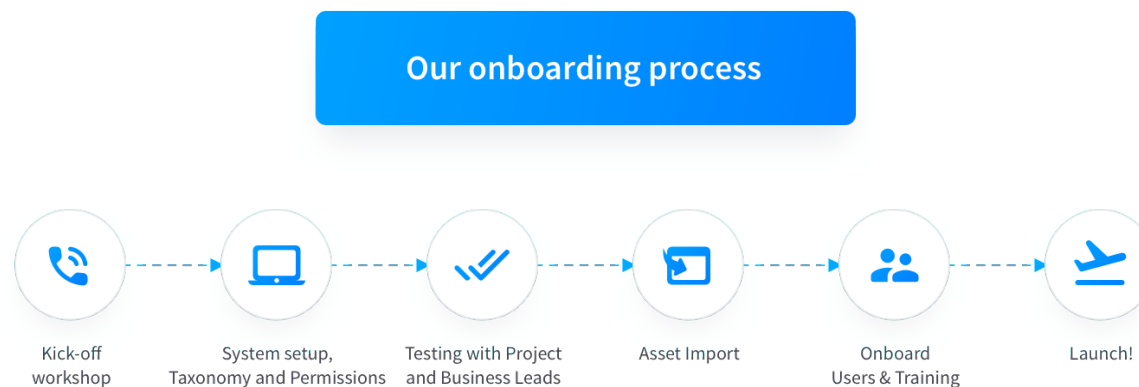 Our onboarding process
Kick-off
workshop
System setup,
Taxonomy and Permissions
Testing with Project
and Business Leads
Asset Import
Onboard
Users & Training
Launch!